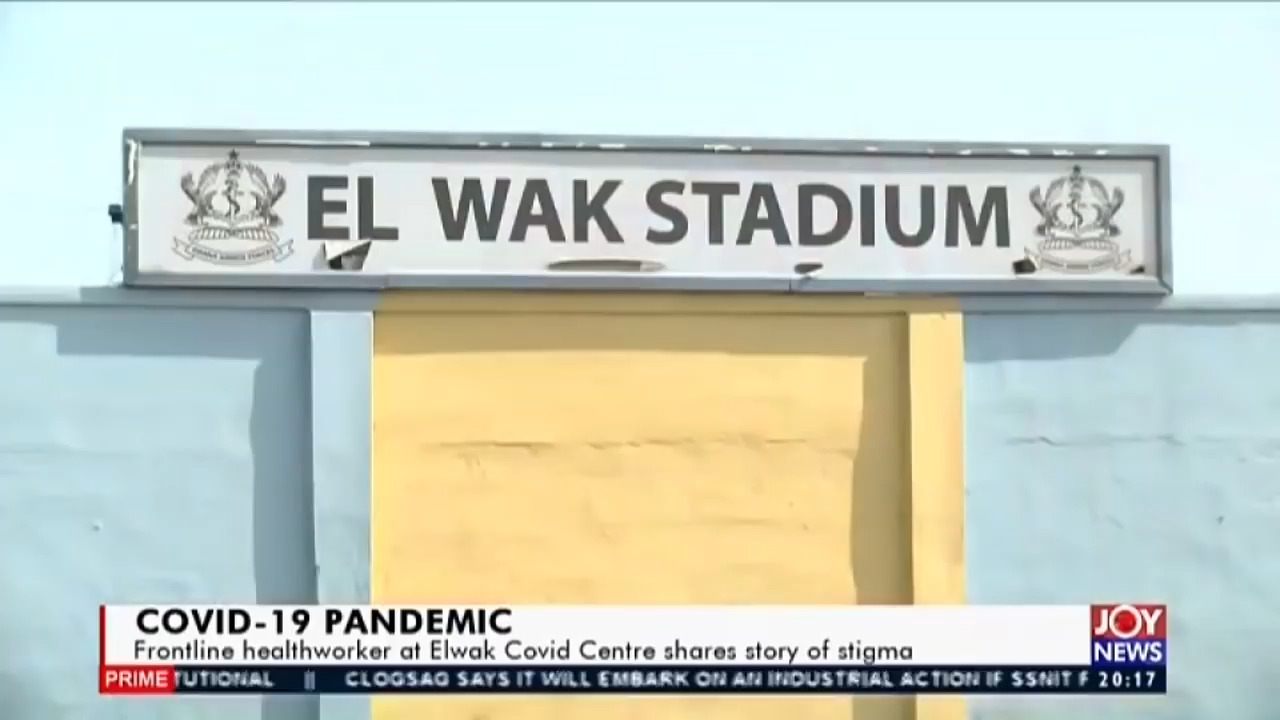 EL WAK STADIUM
COVID-19 PANDEMIC
Frontline healthworker at Elwak Covid Centre shares story of stigma
JOY
NEWS
PRIME
TUTIONAL || CLOGSAG SAYS IT WILL EMBARK ON AN INDUSTRIAL ACTION IF SSNIT F
20:17